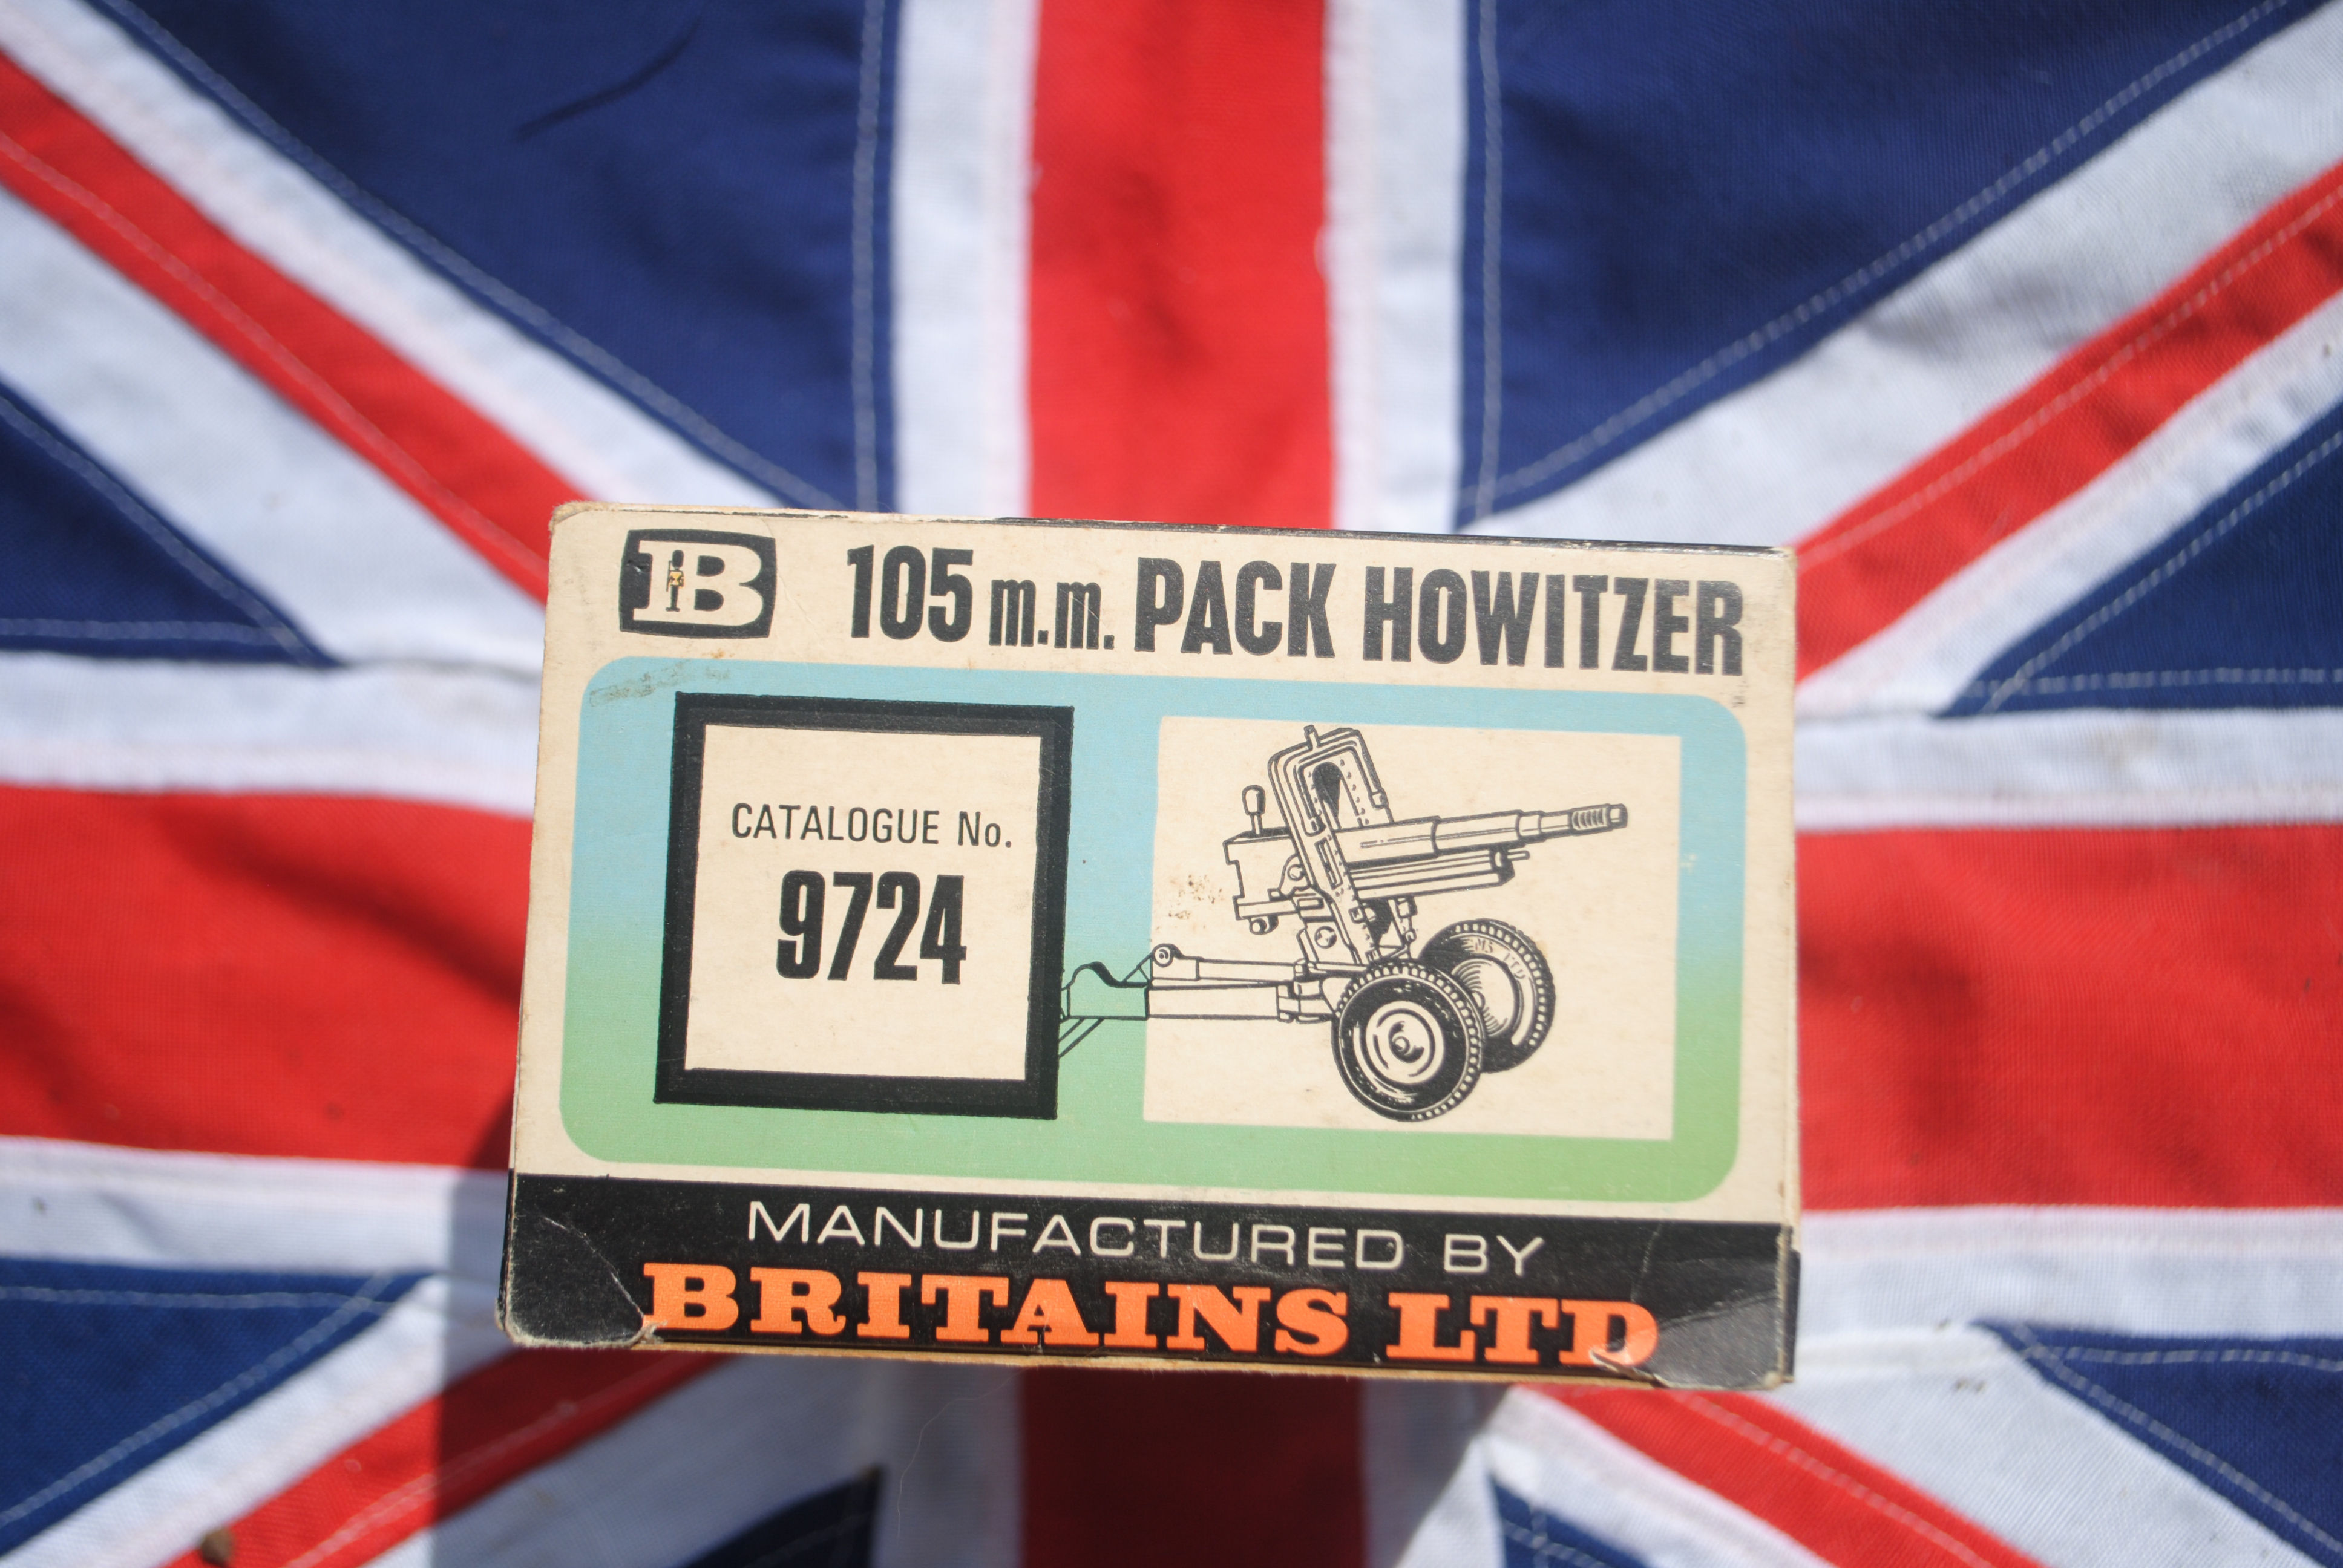 B 105 m.m. PACK HOWITZER
CATALOGUE No.
9724
MANUFACTURED BY
BRITAINS LTD